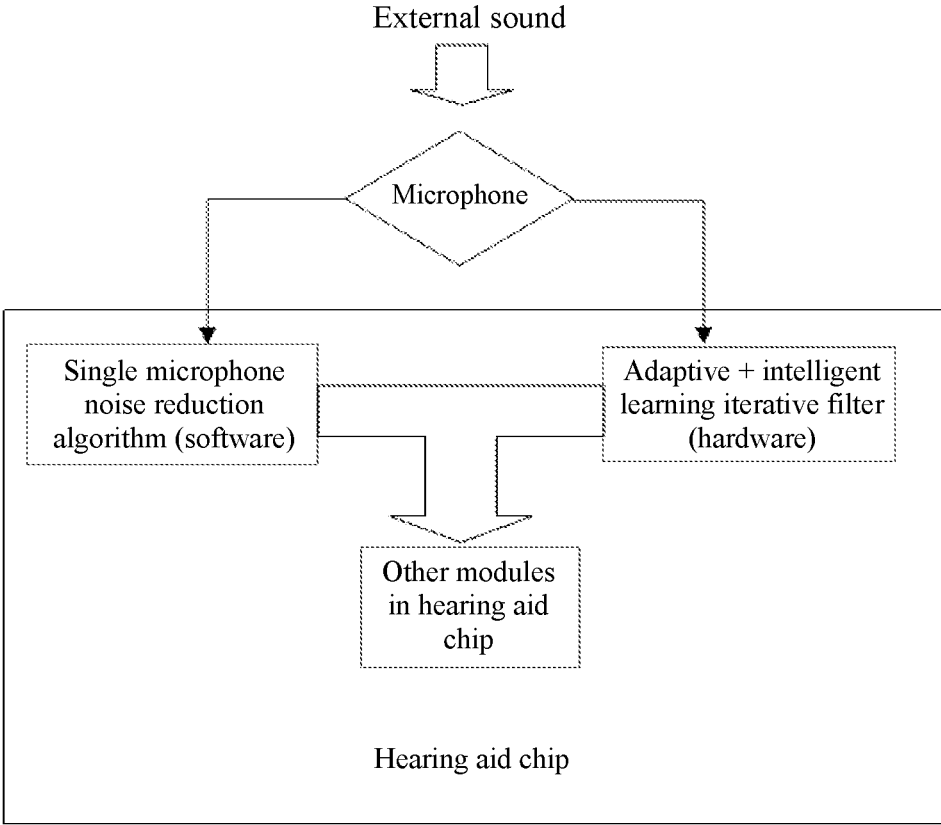 External sound
Microphone
Single microphone
noise reduction
algorithm (software)
Adaptive + intelligent
learning iterative filter
(hardware)
Other modules
in hearing aid
chip
Hearing aid chip